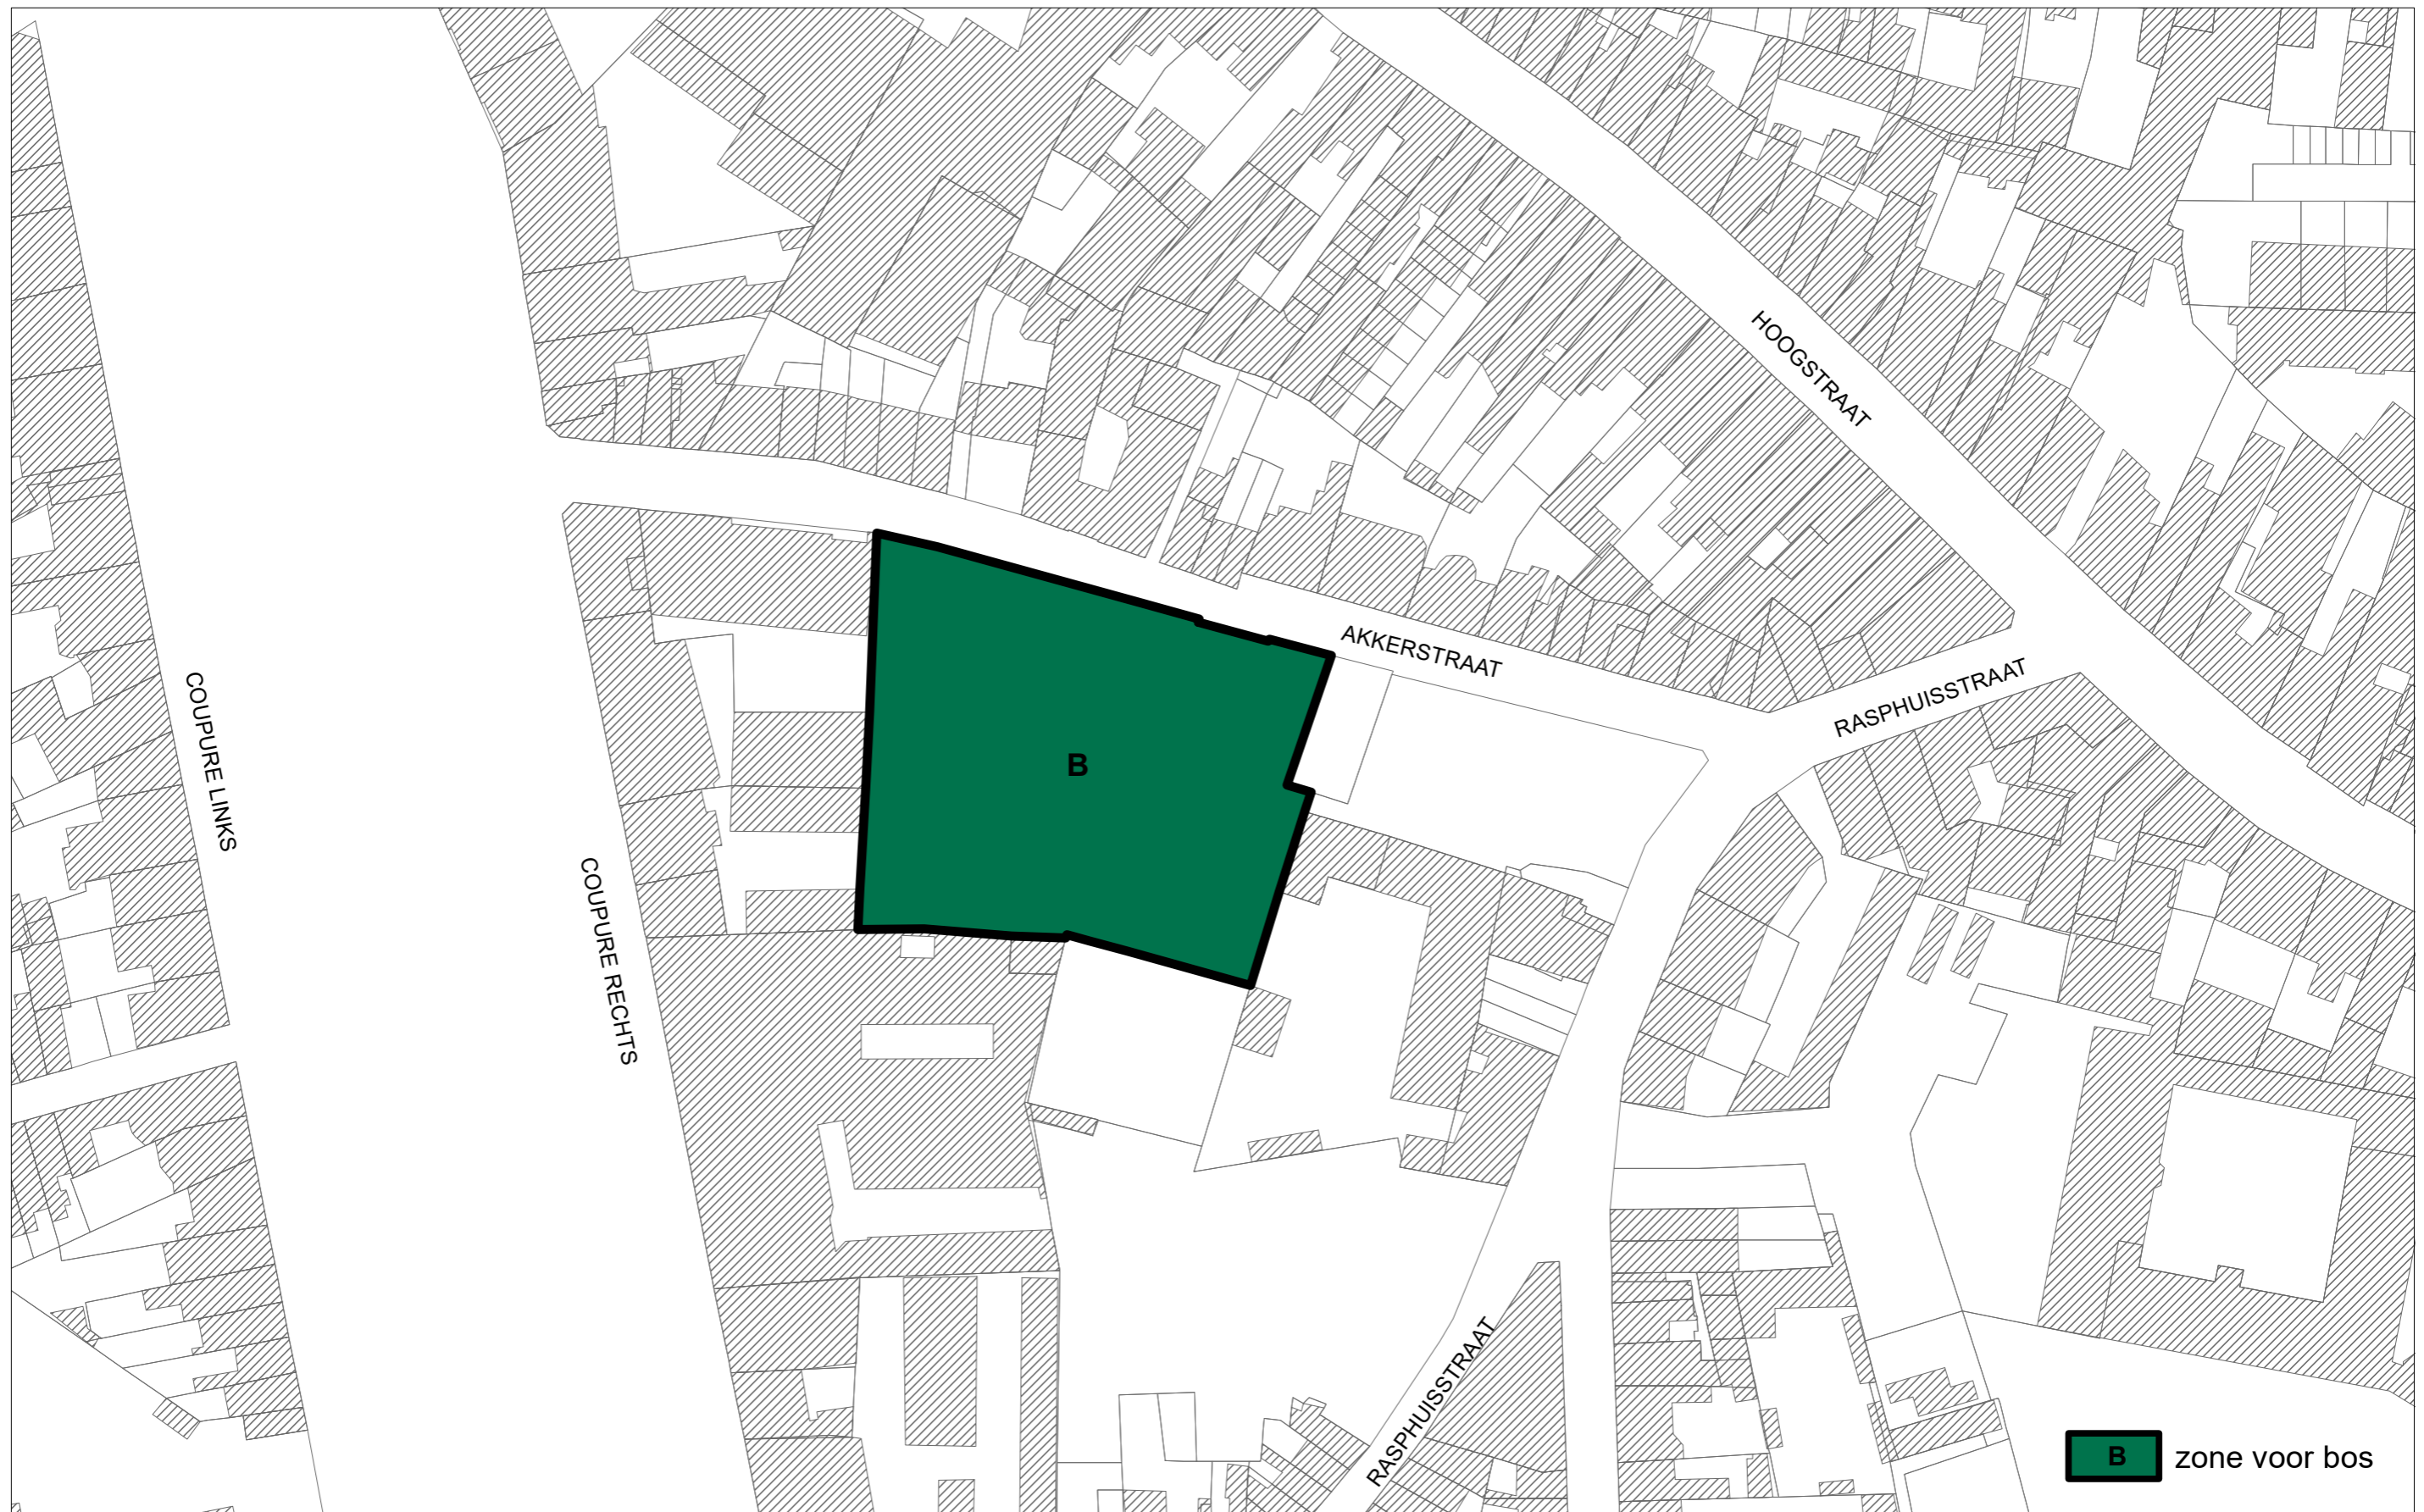 HOOGSTRAAT
AKKERSTRAAT
RASPHUISSTRAAT
COUPURE LINKS
B
COUPURE RECHTS
RASPHUISSTRAAT
B zone voor bos